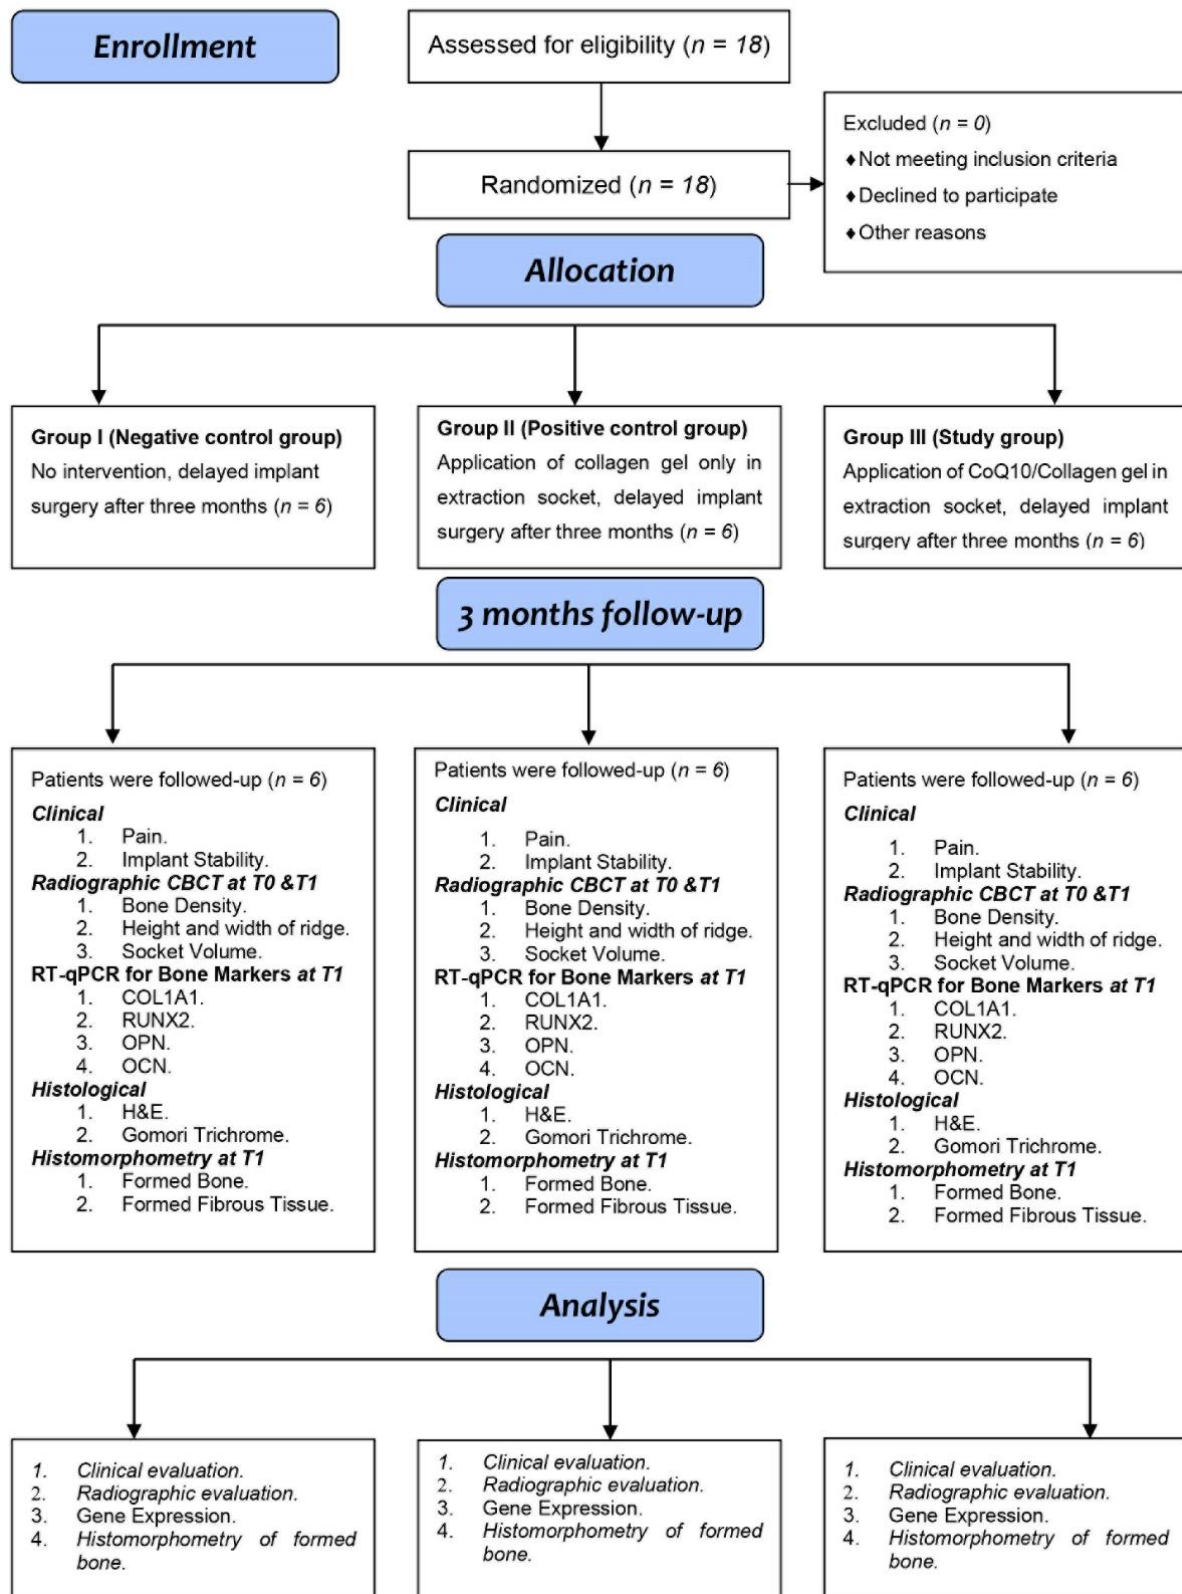 Enrollment
Assessed for eligibility (n = 18)
Excluded (n = 0)
♦Not meeting inclusion criteria
♦Declined to participate
♦Other reasons
Randomized (n = 18)
Allocation
Group I (Negative control group)
No intervention, delayed implant
surgery after three months (n = 6)
Group II (Positive control group)
Application of collagen gel only in
extraction socket, delayed implant
surgery after three months (n = 6)
Group III (Study group)
Application of CoQ10/Collagen gel in
extraction socket, delayed implant
surgery after three months (n = 6)
3 months follow-up
Patients were followed-up (n = 6)
Clinical
1. Pain.
2. Implant Stability.
Radiographic CBCT at T0 &T1
1. Bone Density.
2. Height and width of ridge.
3. Socket Volume.
RT-qPCR for Bone Markers at T1
1. COL1A1.
2. RUNX2.
3. OPN.
4. OCN.
Histological
1. H&E.
2. Gomori Trichrome.
Histomorphometry at T1
1. Formed Bone.
2. Formed Fibrous Tissue.
Patients were followed-up (n = 6)
Clinical
1. Pain.
2. Implant Stability.
Radiographic CBCT at T0 &T1
1. Bone Density.
2. Height and width of ridge.
3. Socket Volume.
RT-qPCR for Bone Markers at T1
1. COL1A1.
2. RUNX2.
3. OPN.
4. OCN.
Histological
1. H&E.
2. Gomori Trichrome.
Histomorphometry at T1
1. Formed Bone.
2. Formed Fibrous Tissue.
Patients were followed-up (n = 6)
Clinical
1. Pain.
2. Implant Stability.
Radiographic CBCT at T0 &T1
1. Bone Density.
2. Height and width of ridge.
3. Socket Volume.
RT-qPCR for Bone Markers at T1
1. COL1A1.
2. RUNX2.
3. OPN.
4. OCN.
Histological
1. H&E.
2. Gomori Trichrome.
Histomorphometry at T1
1. Formed Bone.
2. Formed Fibrous Tissue.
Analysis
1. Clinical evaluation.
2. Radiographic evaluation.
3. Gene Expression.
4. Histomorphometry of formed
bone.
1. Clinical evaluation.
2. Radiographic evaluation.
3. Gene Expression.
4. Histomorphometry of formed
bone.
1. Clinical evaluation.
2. Radiographic evaluation.
3. Gene Expression.
4. Histomorphometry of formed
bone.